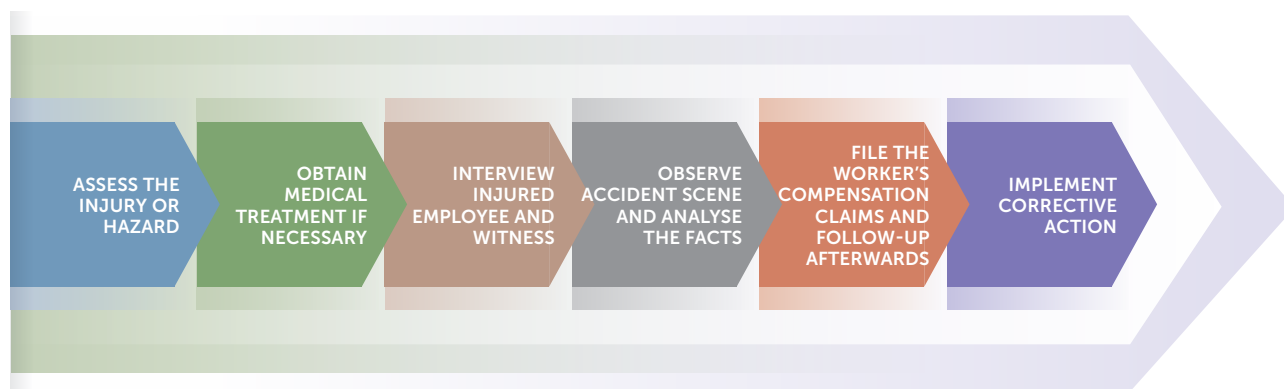 ASSESS THE
INJURY OR
HAZARD
OBTAIN
MEDICAL
TREATMENT IF
NECESSARY
INTERVIEW
INJURED
EMPLOYEE AND
WITNESS
OBSERVE
ACCIDENT SCENE
AND ANALYSE
THE FACTS
FILE THE
WORKER'S
COMPENSATION
CLAIMS AND
FOLLOW-UP
AFTERWARDS
IMPLEMENT
CORRECTIVE
ACTION